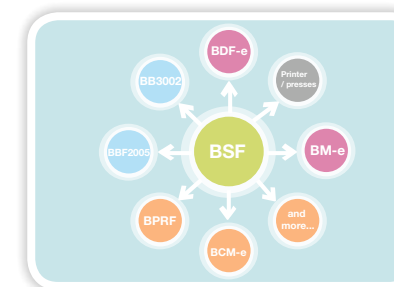 BDF-e
BB3002
Printer
/ presses
BBF2005
BSF
BM-e
BPRF
and
more...
BCM-e